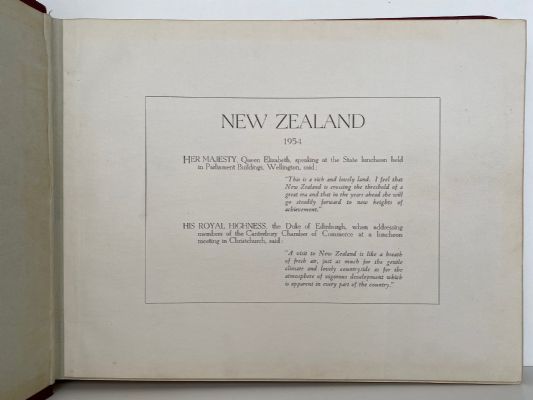 NEW ZEALAND
1954
HER MAJESTY, Queen Elizabeth, speaking at the State luncheon held
in Parliament Buildings, Wellington, said:
"This is a rich and lovely land. I feel that
New Zealand is crossing the threshold of a
great era and that in the years ahead she will
go steadily forward to new heights of
achievement."
HIS ROYAL HIGHNESS, the Duke of Edinburgh, when addressing
members of the Canterbury Chamber of Commerce at a luncheon
meeting in Christchurch, said:
"A visit to New Zealand is like a breath
of fresh air, just as much for the gentle
climate and lovely countryside as for the
atmosphere of vigorous development which
is apparent in every part of the country."